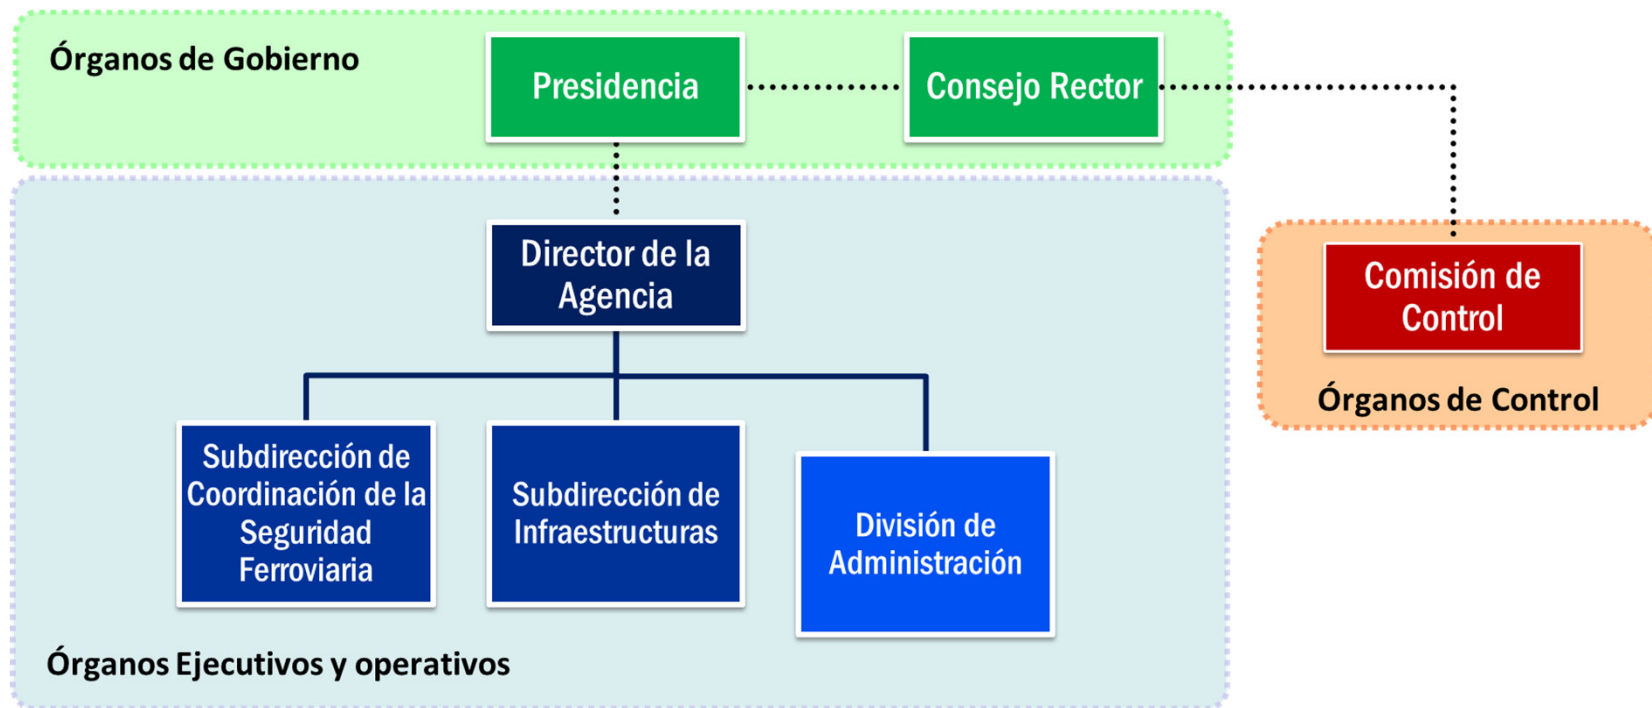 Órganos de Gobierno
Presidencia
Consejo Rector
Director de la
Agencia
Comisión de
Control
Órganos de Control
Subdirección de
Coordinación de la
Seguridad
Ferroviaria
Subdirección de
Infraestructuras
División de
Administración
Órganos Ejecutivos y operativos